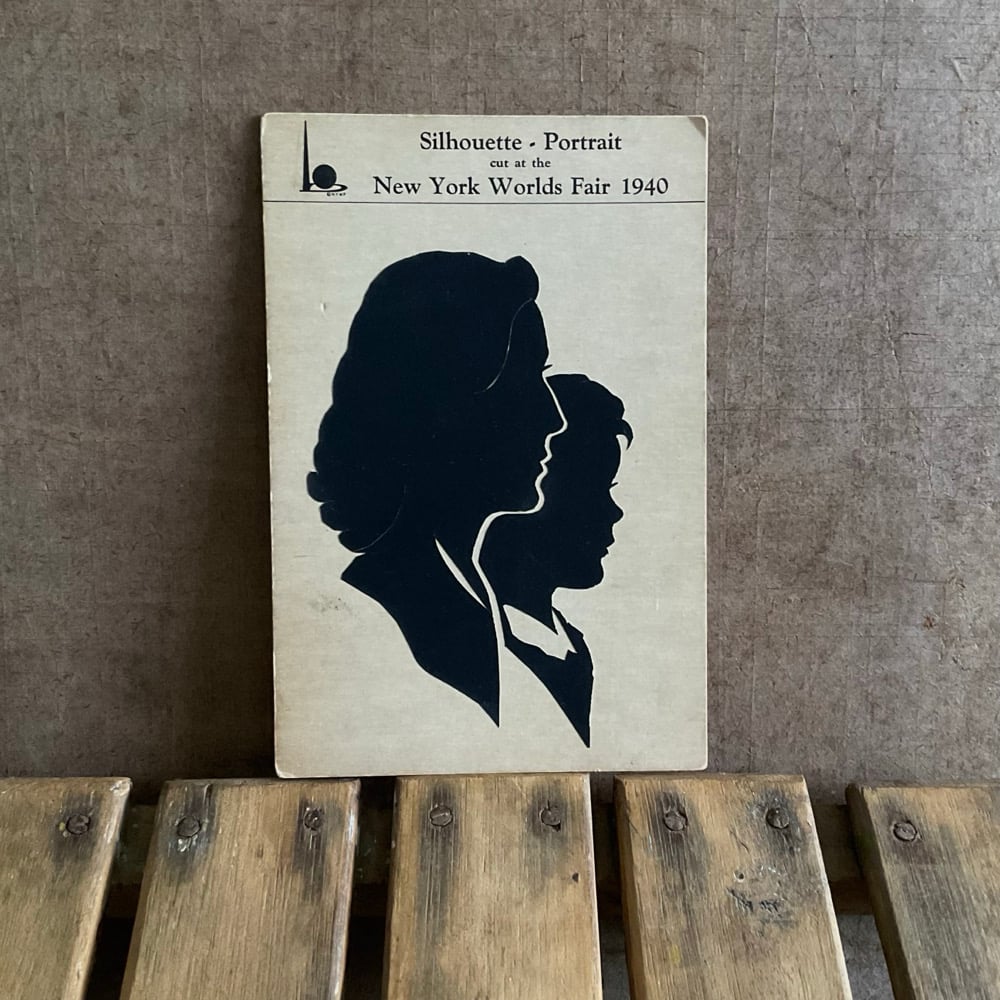 Silhouette - Portrait
cut at the
New York Worlds Fair 1940